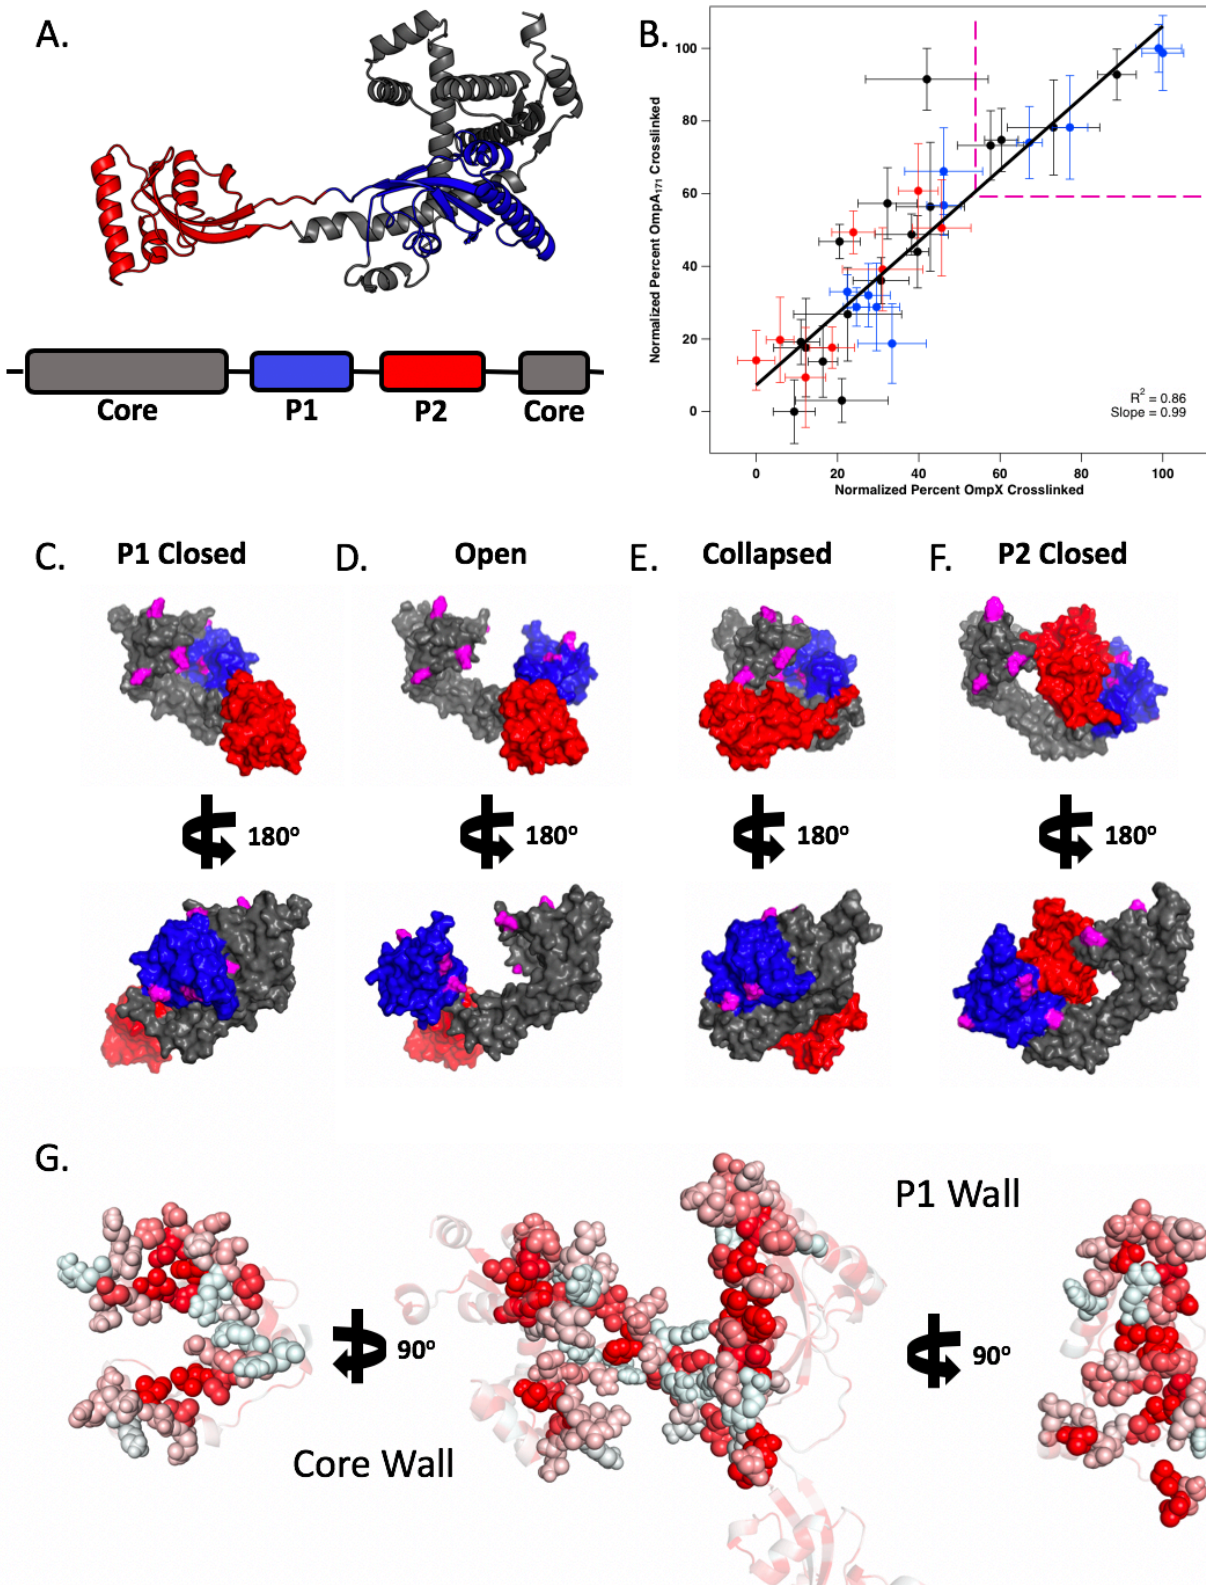 A.
Core
P1
P2
Core
B.
Normalized Percent OmpA₁₇₁ Crosslinked
100
80
60
40
20
0
0 20 40 60 80 100
Normalized Percent OmpX Crosslinked
R² = 0.86
Slope = 0.99
C. P1 Closed
D. Open
E. Collapsed
F. P2 Closed
180°
180°
180°
180°
G.
P1 Wall
90°
90°
Core Wall